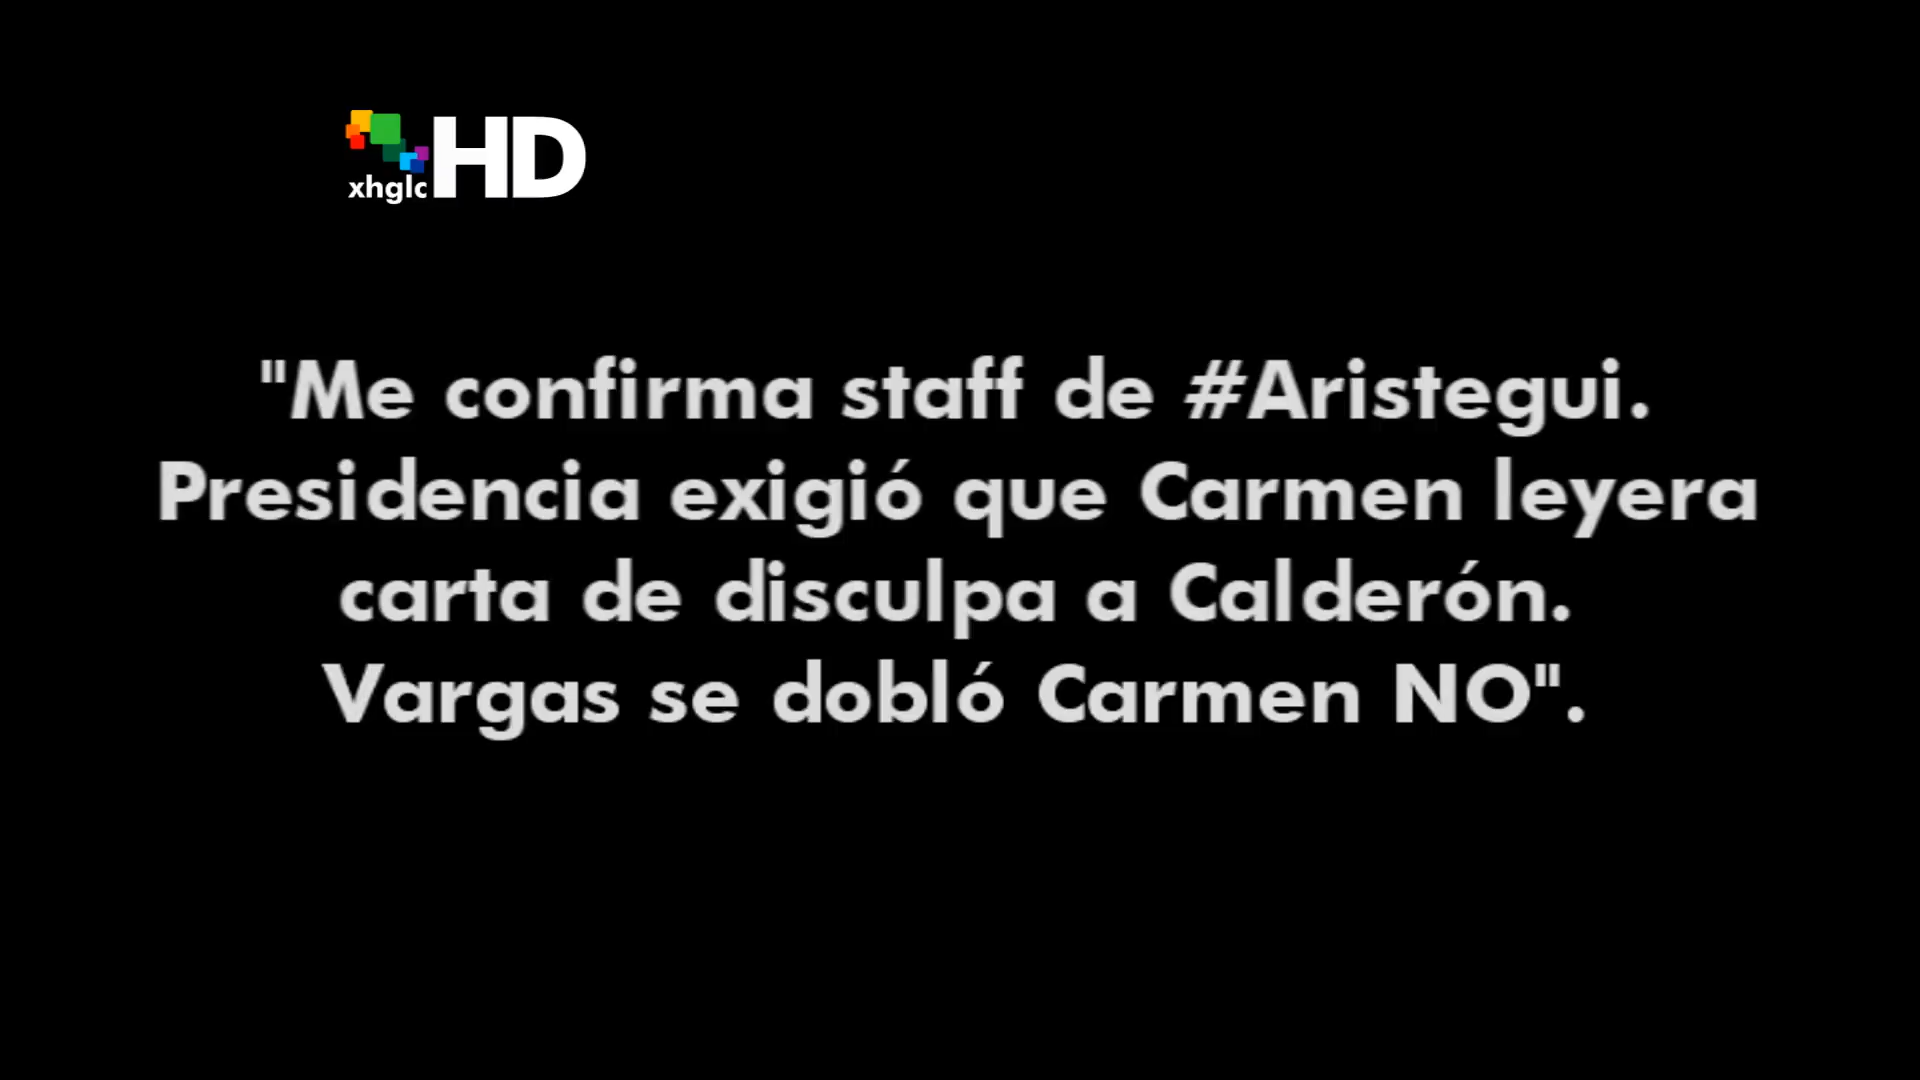 xhglc HD
"Me confirma staff de #Aristegui.
Presidencia exigió que Carmen leyera
carta de disculpa a Calderón.
Vargas se dobló Carmen NO".